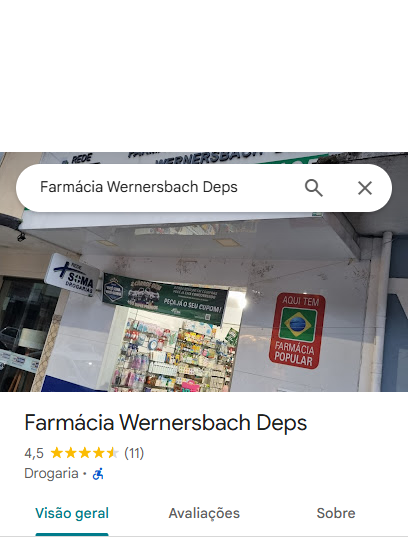 REDE
WERNERSBACH
Farmácia Wernersbach Deps
SOMA
DROGARIAS
PEÇA JÁ O SEU CUPOM!
AQUI TEM
FARMÁCIA
POPULAR
Farmácia Wernersbach Deps
4,5 (11)
Drogaria •
Visão geral Avaliações Sobre